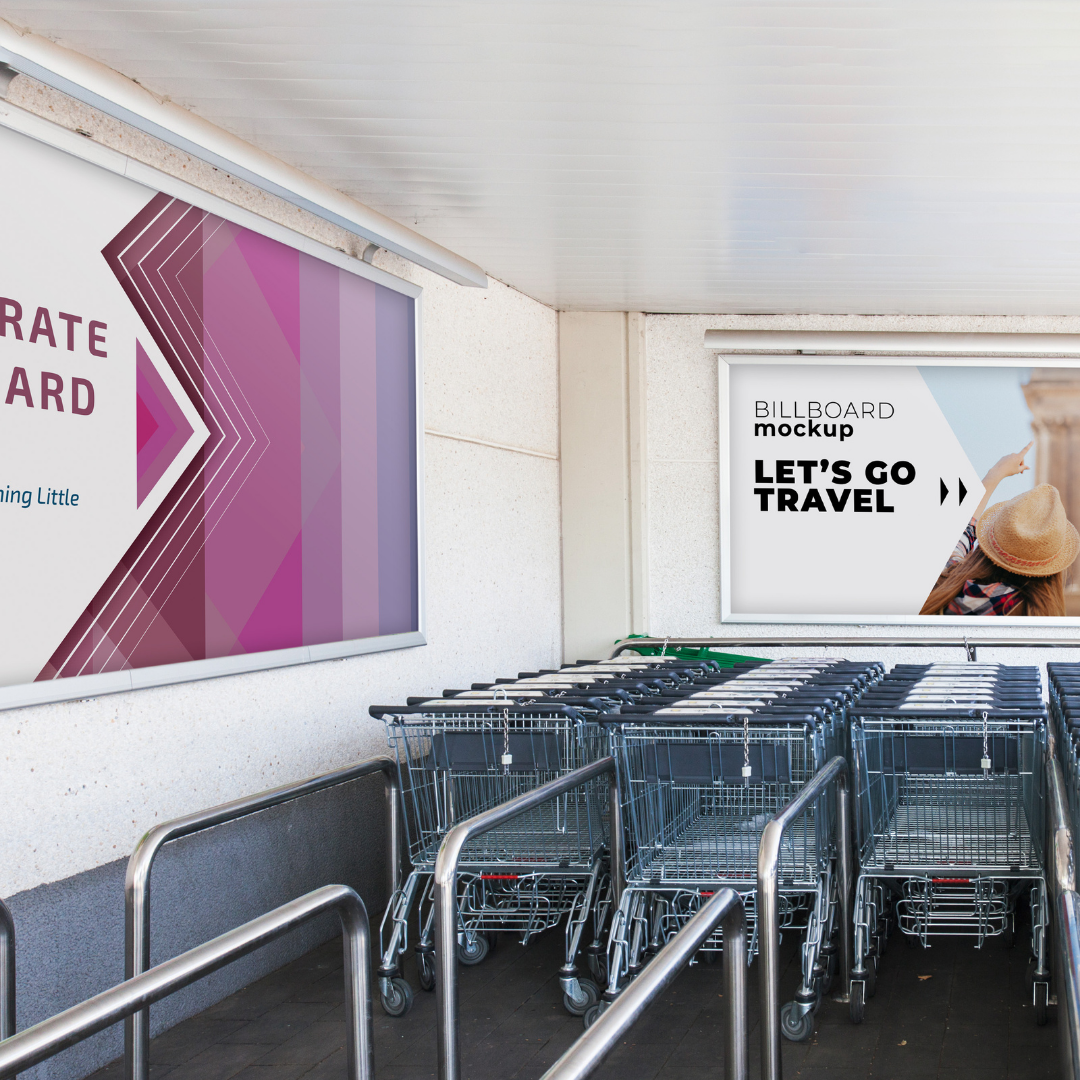 RATE
ARD
ning Little
BILLBOARD
mockup
LET'S GO
TRAVEL